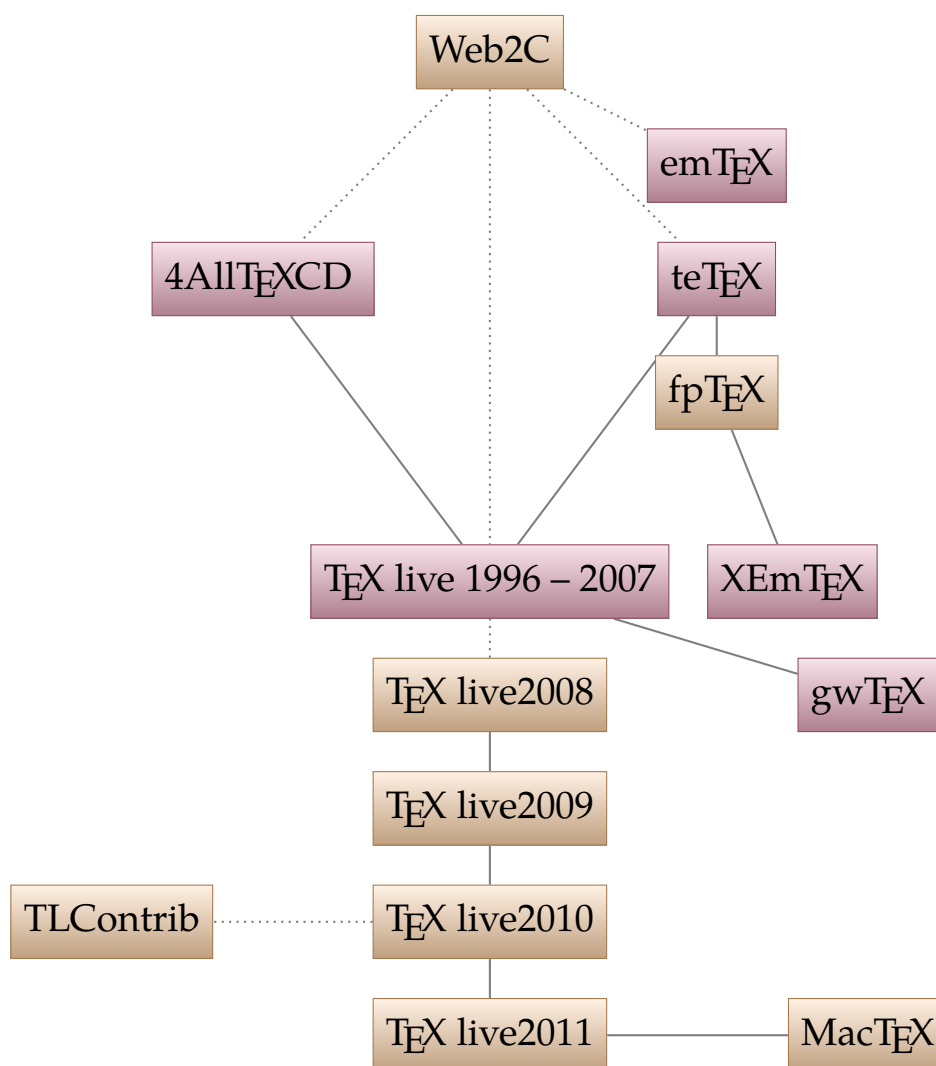 Web2C
emTEX
4AllTEXCD
teTEX
fpTEX
TEX live 1996 – 2007
XEmTEX
TEX live2008
gwTEX
TEX live2009
TLContrib
TEX live2010
TEX live2011
MacTEX